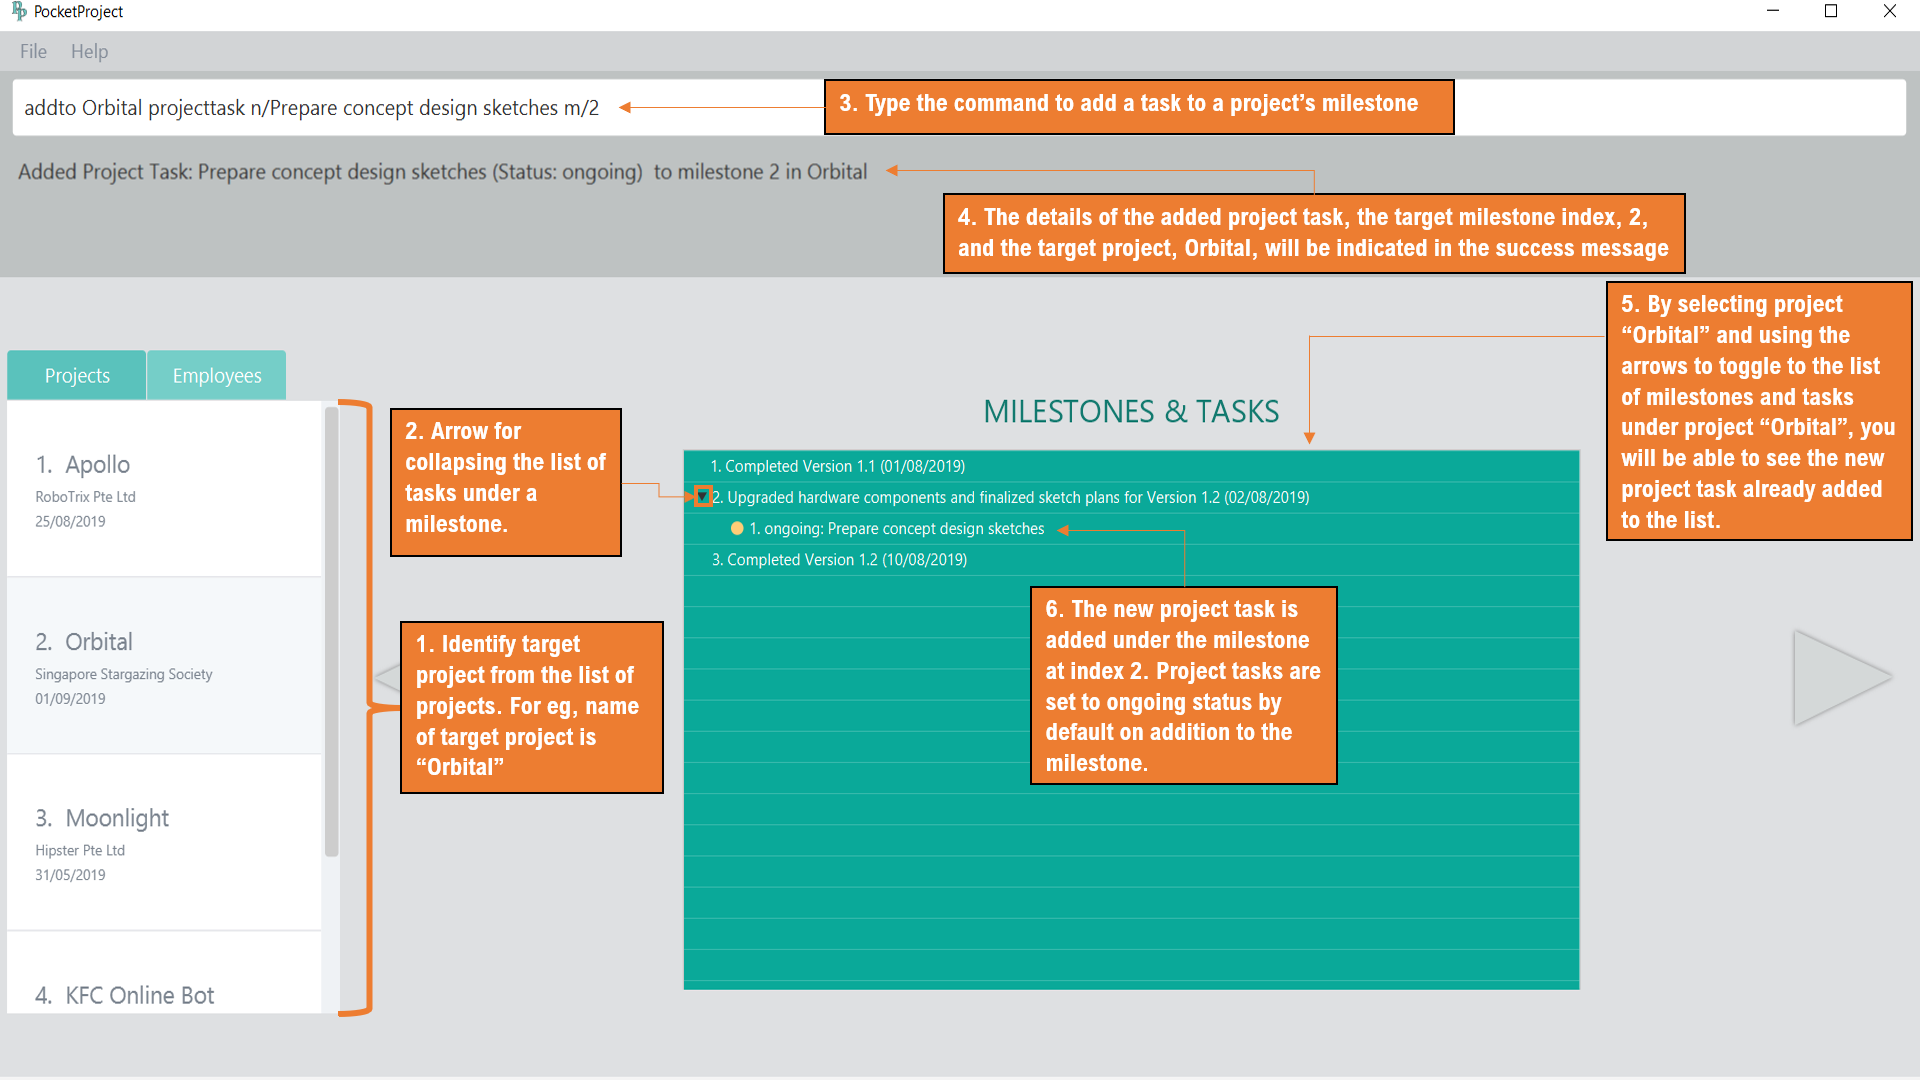 PocketProject
File Help
addto Orbital projecttask n/Prepare concept design sketches m/2
3. Type the command to add a task to a project’s milestone
Added Project Task: Prepare concept design sketches (Status: ongoing)  to milestone 2 in Orbital
4. The details of the added project task, the target milestone index, 2,
and the target project, Orbital, will be indicated in the success message
5. By selecting project
“Orbital” and using the
arrows to toggle to the list
of milestones and tasks
under project “Orbital”, you
will be able to see the new
project task already added
to the list.
Projects Employees
1. Apollo
RoboTrix Pte Ltd
25/08/2019
2. Orbital
Singapore Stargazing Society
01/09/2019
3. Moonlight
Hipster Pte Ltd
31/05/2019
4. KFC Online Bot
2. Arrow for
collapsing the list of
tasks under a
milestone.
1. Identify target
project from the list of
projects. For eg, name
of target project is
“Orbital”
MILESTONES & TASKS
1. Completed Version 1.1 (01/08/2019)
2. Upgraded hardware components and finalized sketch plans for Version 1.2 (02/08/2019)
1. ongoing: Prepare concept design sketches
3. Completed Version 1.2 (10/08/2019)
6. The new project task is
added under the milestone
at index 2. Project tasks are
set to ongoing status by
default on addition to the
milestone.